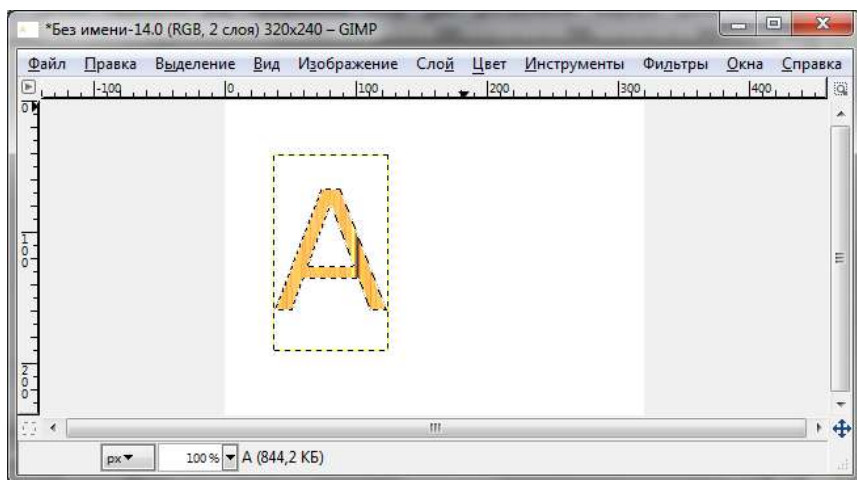 *Без имени-14.0 (RGB, 2 слоя) 320x240 – GIMP
Файл Правка Выделение Вид Изображение Слой Цвет Инструменты Фильтры Окна Справка
-100 0 100 200 300 400
0
100
200
A
px 100 % A (844,2 КБ)